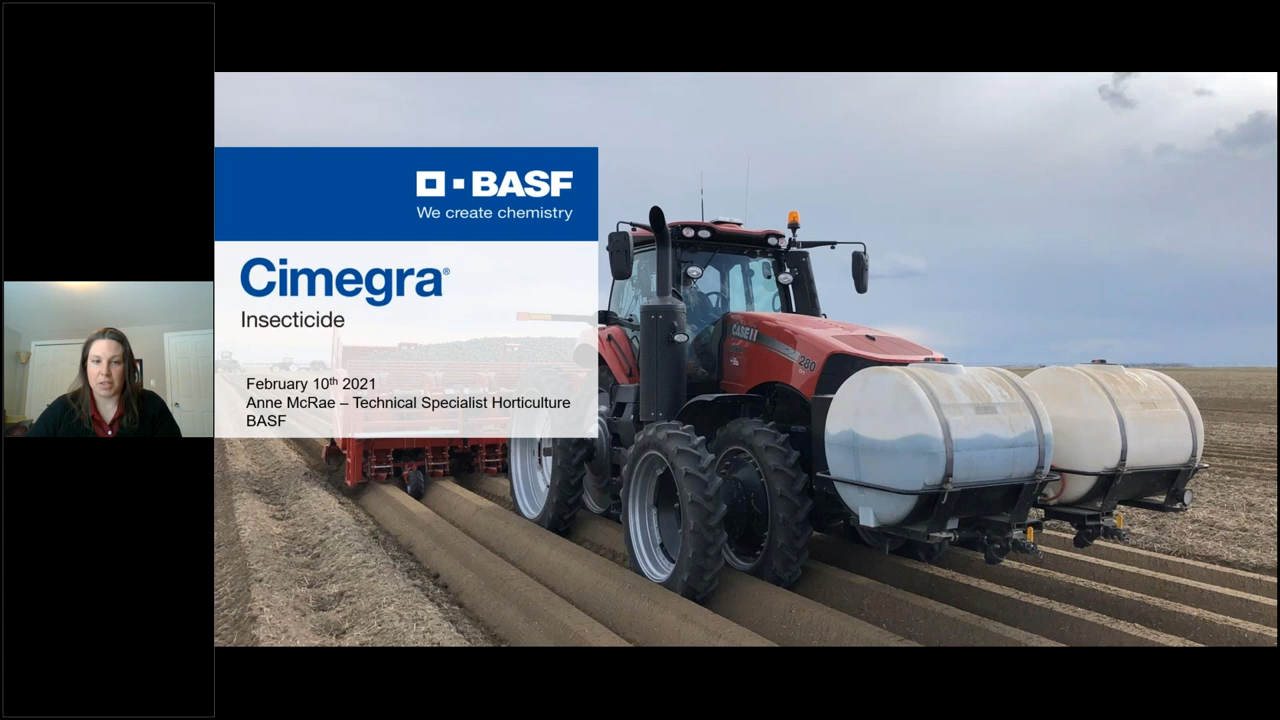 BASF
We create chemistry
Cimegra®
Insecticide
February 10th 2021
Anne McRae – Technical Specialist Horticulture
BASF
CASE IH
280